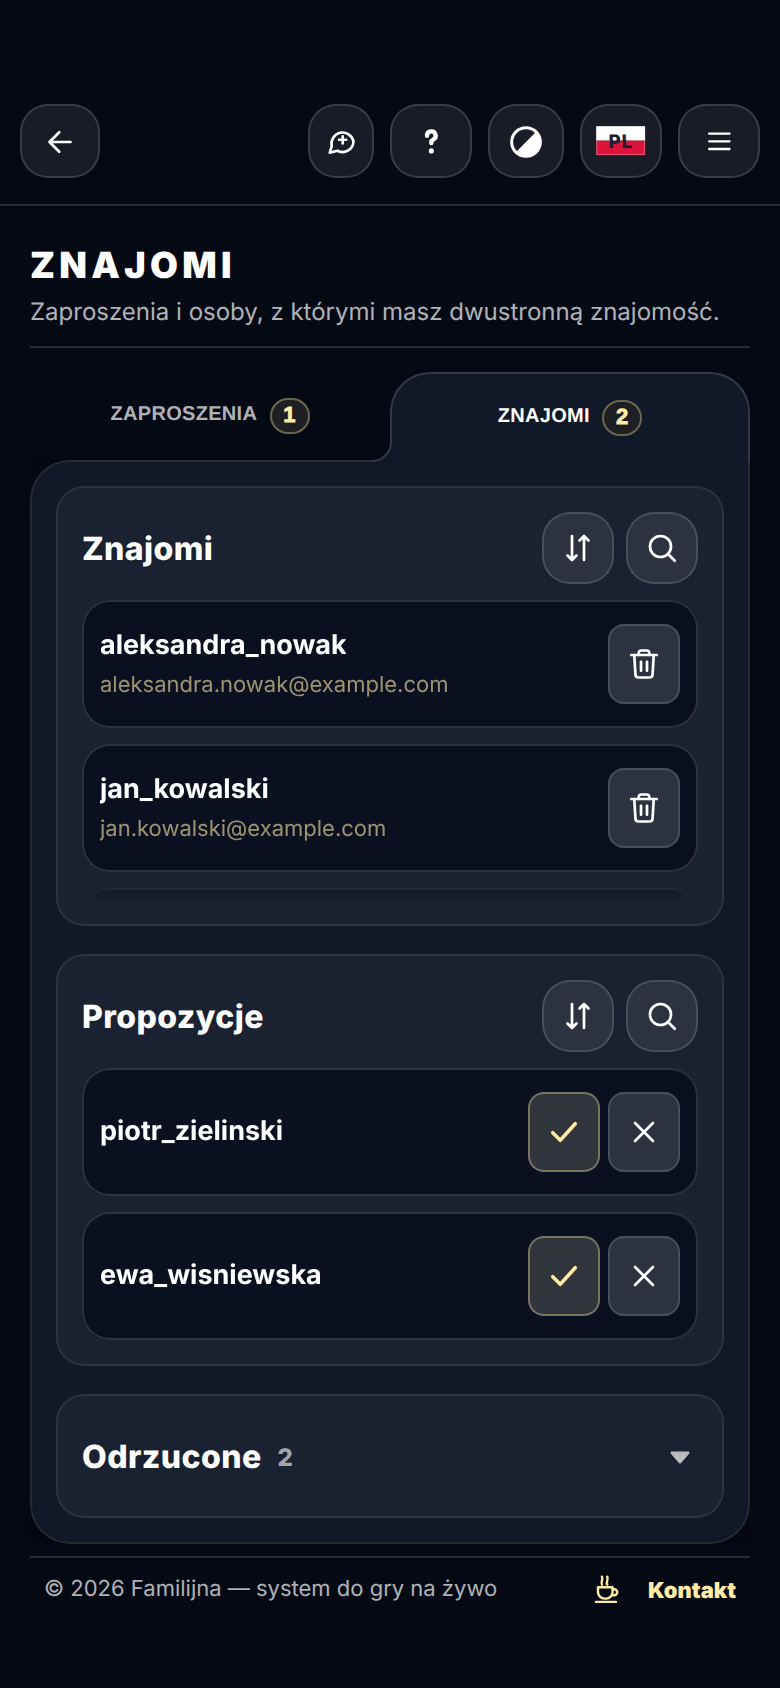 ?
PL
ZNAJOMI
Zaproszenia i osoby, z którymi masz dwustronną znajomość.
ZAPROSZENIA 1
ZNAJOMI 2
Znajomi
aleksandra_nowak
aleksandra.nowak@example.com
jan_kowalski
jan.kowalski@example.com
Propozycje
piotr_zielinski
ewa_wisniewska
Odrzucone 2
© 2026 Familijna — system do gry na żywo
Kontakt